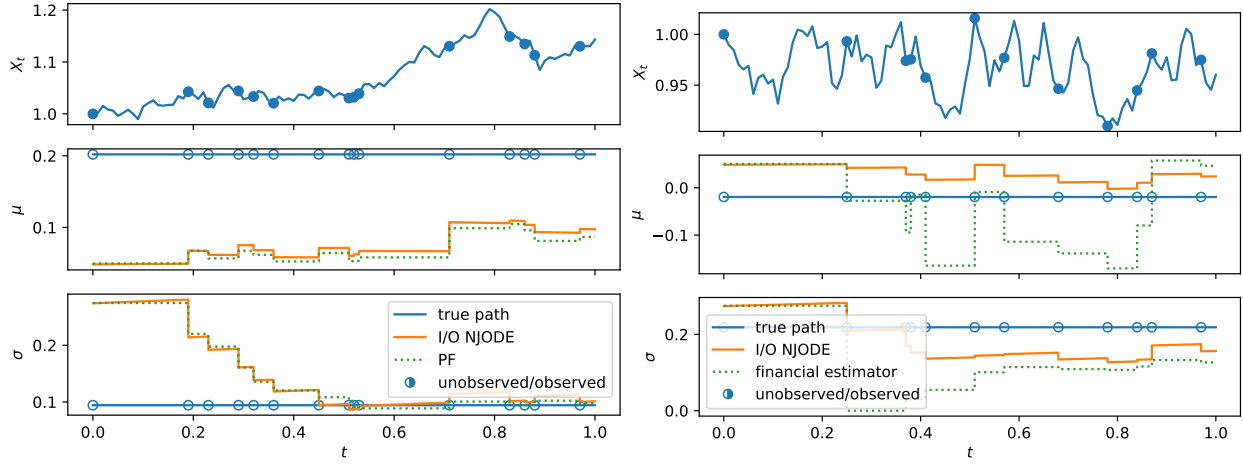 1.2
1.1
1.0
X_t
0.2
0.1
μ
0.2
0.1
σ
true path
I/O NJODE
PF
unobserved/observed
0.0 0.2 0.4 0.6 0.8 1.0
t
1.00
0.95
X_t
0.0
−0.1
μ
0.2
0.0
σ
true path
I/O NJODE
financial estimator
unobserved/observed
0.0 0.2 0.4 0.6 0.8 1.0
t